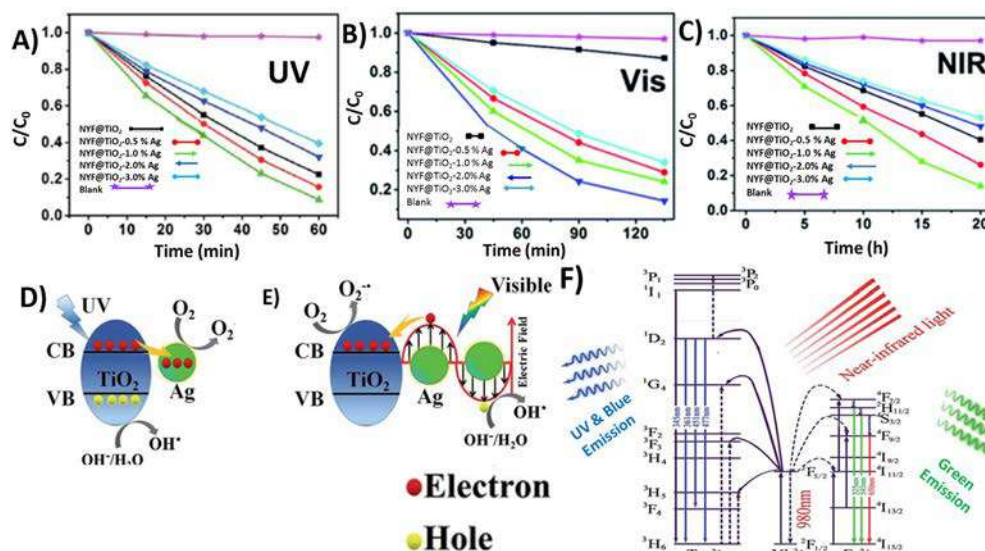 A)
UV
C/C₀
1.0
0.8
0.6
0.4
0.2
0.0
NYF@TiO₂
NYF@TiO₂-0.5 % Ag
NYF@TiO₂-1.0 % Ag
NYF@TiO₂-2.0% Ag
NYF@TiO₂-3.0% Ag
Blank
0 10 20 30 40 50 60
Time (min)
B)
Vis
C/C₀
1.0
0.8
0.6
0.4
0.2
NYF@TiO₂
NYF@TiO₂-0.5 % Ag
NYF@TiO₂-1.0 % Ag
NYF@TiO₂-2.0% Ag
NYF@TiO₂-3.0% Ag
Blank
0 30 60 90 120
Time (min)
C)
NIR
C/C₀
1.0
0.8
0.6
0.4
0.2
0.0
NYF@TiO₂
NYF@TiO₂-0.5 % Ag
NYF@TiO₂-1.0 % Ag
NYF@TiO₂-2.0% Ag
NYF@TiO₂-3.0% Ag
Blank
0 5 10 15 20
Time (h)
D)
UV
O₂
O₂
CB
TiO₂
Ag
VB
OH•
OH⁻/H₂O
E)
O₂⁻•
O₂
Visible
CB
TiO₂
Ag
VB
Electric Field
OH•
OH⁻/H₂O
Electron
Hole
F)
³P₁
¹I₁
³P₂
³P₀
¹D₂
¹G₄
³F₂
³F₃
³H₄
³H₅
³F₄
³H₆
345nm
361nm
451nm
477nm
UV & Blue
Emission
Near-infrared light
980nm
²F₅/₂
²F₇/₂
⁴F₇/₂
²H₁₁/₂
⁴F₉/₂
⁴I₉/₂
⁴I₁₁/₂
⁴I₁₃/₂
⁴I₁₅/₂
Green
Emission